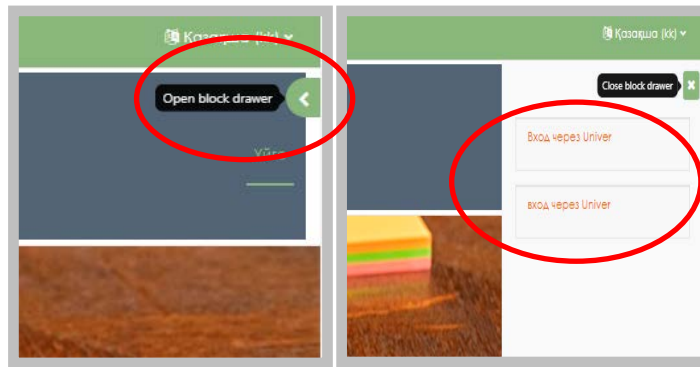 Қазақша (kk)
Open block drawer
Үйге
Қазақша (kk)
Close block drawer
Вход через Univer
вход через Univer